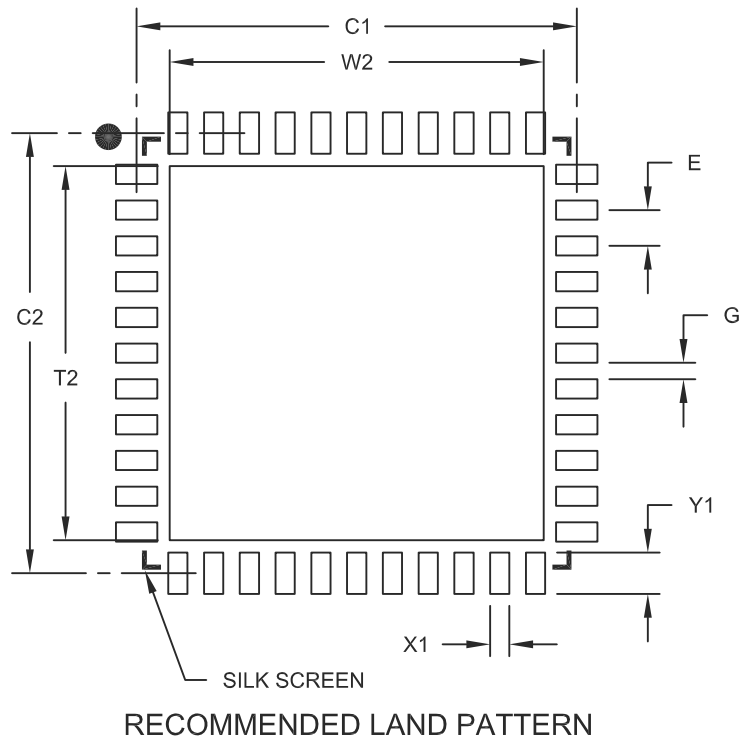 C1
W2
E
C2
G
T2
Y1
X1
SILK SCREEN
RECOMMENDED LAND PATTERN